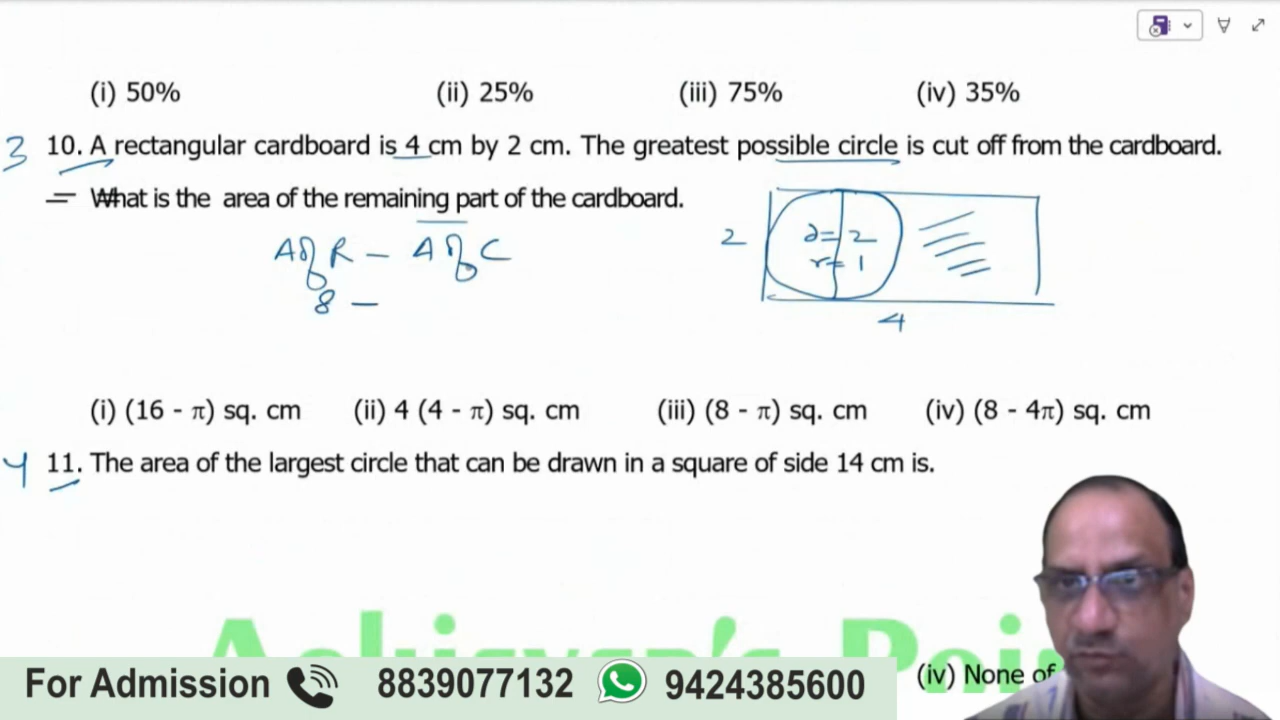 (i) 50% (ii) 25% (iii) 75% (iv) 35%
3 10. A rectangular cardboard is 4 cm by 2 cm. The greatest possible circle is cut off from the cardboard.
What is the area of the remaining part of the cardboard.
A of R - A of C
8 -
2
d = 2
r = 1
4
(i) (16 - π) sq. cm (ii) 4 (4 - π) sq. cm (iii) (8 - π) sq. cm (iv) (8 - 4π) sq. cm
4 11. The area of the largest circle that can be drawn in a square of side 14 cm is.
(iv) None of
For Admission 8839077132 9424385600